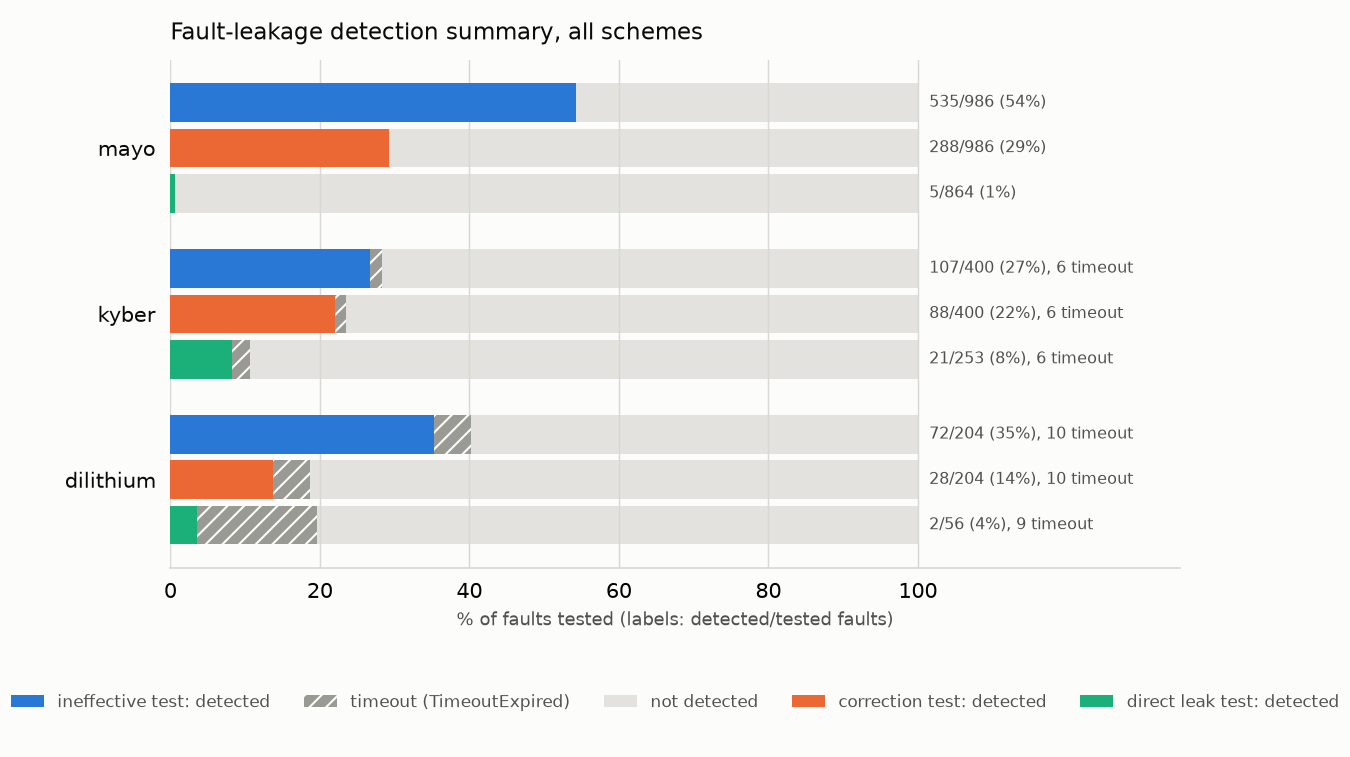 Fault-leakage detection summary, all schemes
535/986 (54%)
mayo
288/986 (29%)
5/864 (1%)
107/400 (27%), 6 timeout
kyber
88/400 (22%), 6 timeout
21/253 (8%), 6 timeout
72/204 (35%), 10 timeout
dilithium
28/204 (14%), 10 timeout
2/56 (4%), 9 timeout
0 20 40 60 80 100
% of faults tested (labels: detected/tested faults)
ineffective test: detected timeout (TimeoutExpired) not detected correction test: detected direct leak test: detected